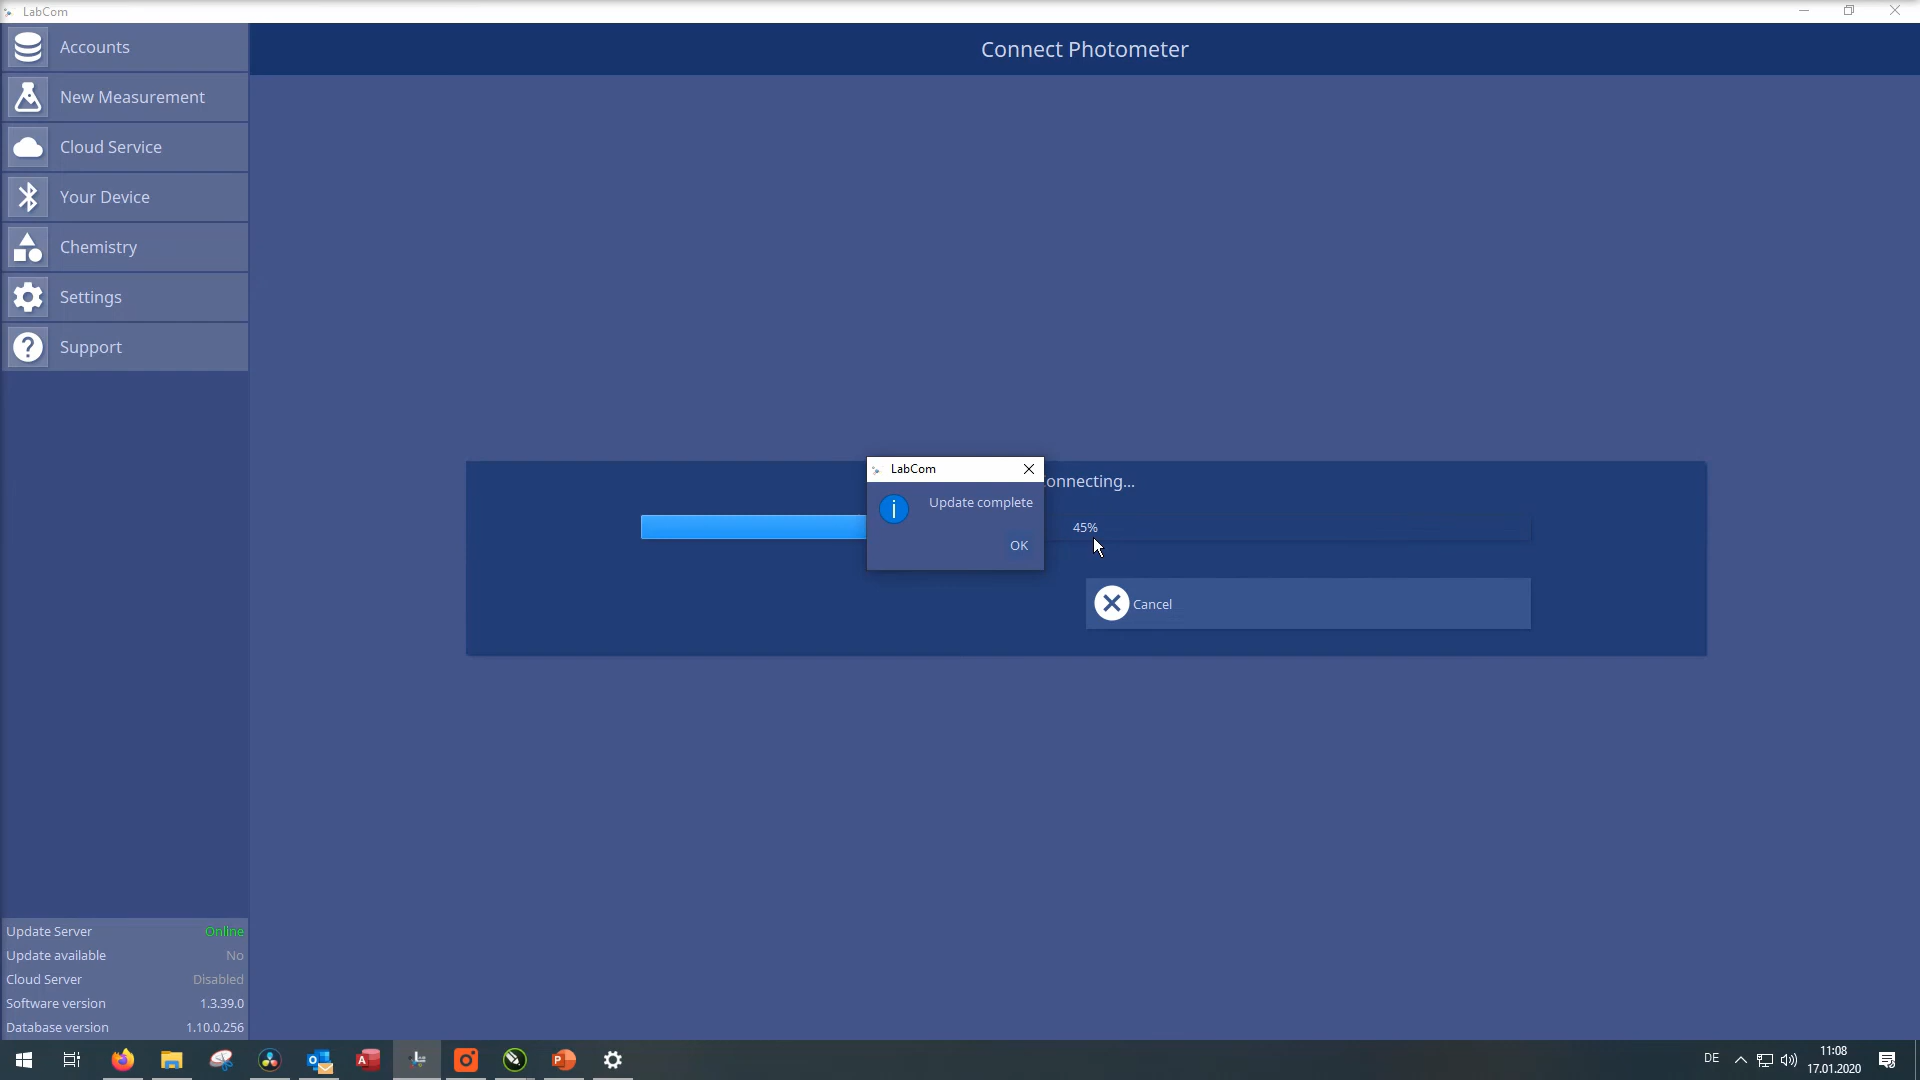 LabCom
Accounts
New Measurement
Cloud Service
Your Device
Chemistry
Settings
Support
Connect Photometer
LabCom
Update complete
OK
onnecting...
45%
Cancel
Update Server Online
Update available No
Cloud Server Disabled
Software version 1.3.39.0
Database version 1.10.0.256
DE
11:08
17.01.2020